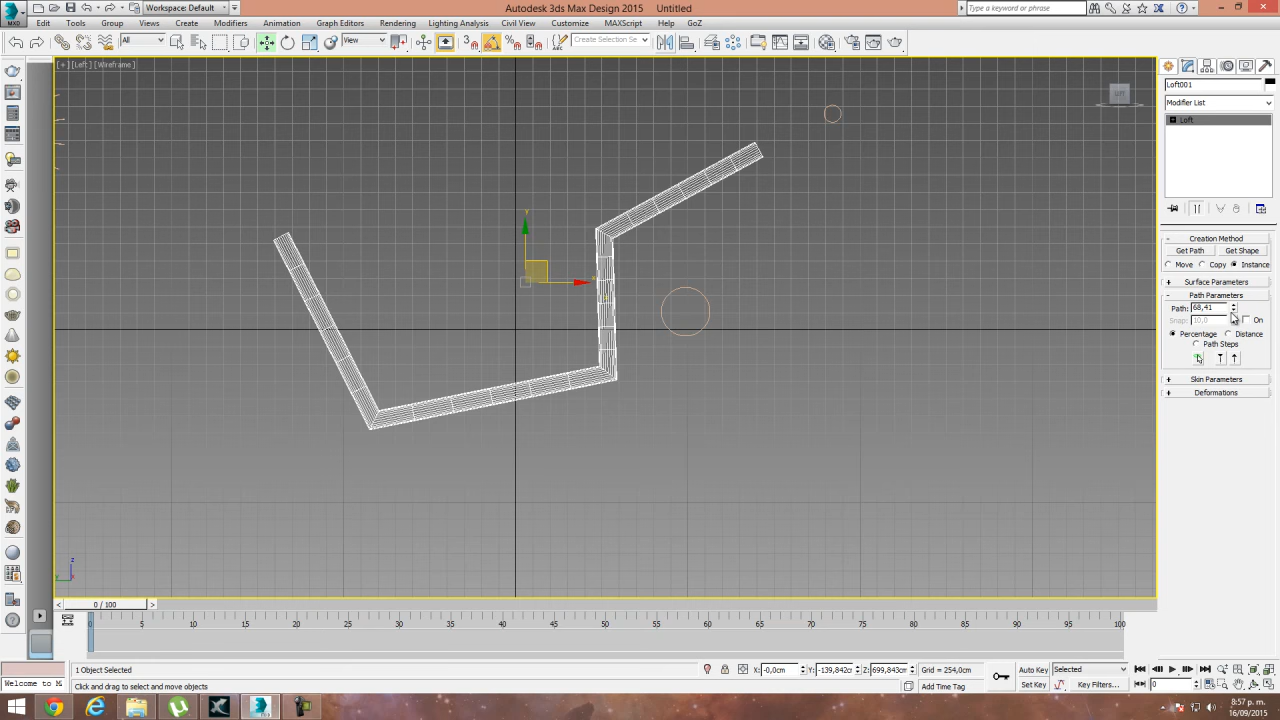 Workspace: Default
Autodesk 3ds Max Design 2015 Untitled
Type a keyword or phrase
Edit Tools Group Views Create Modifiers Animation Graph Editors Rendering Lighting Analysis Civil View Customize MAXScript Help GoZ
All
View
Create Selection Se
[+] [Left] [Wireframe]
Loft001
Modifier List
Loft
Creation Method
Get Path Get Shape
Move Copy Instance
Surface Parameters
Path Parameters
Path: 68,41
Snap: 10,0 On
Percentage Distance
Path Steps
Skin Parameters
Deformations
0 / 100
0 5 10 15 20 25 30 35 40 45 50 55 60 65 70 75 80 85 90 95 100
1 Object Selected
X: -0,0cm Y: -139,842cm Z: 699,843cm Grid = 254,0cm
Auto Key Selected
Welcome to M
Click and drag to select and move objects
Add Time Tag
Set Key Key Filters...
0
8:57 p. m.
16/09/2015